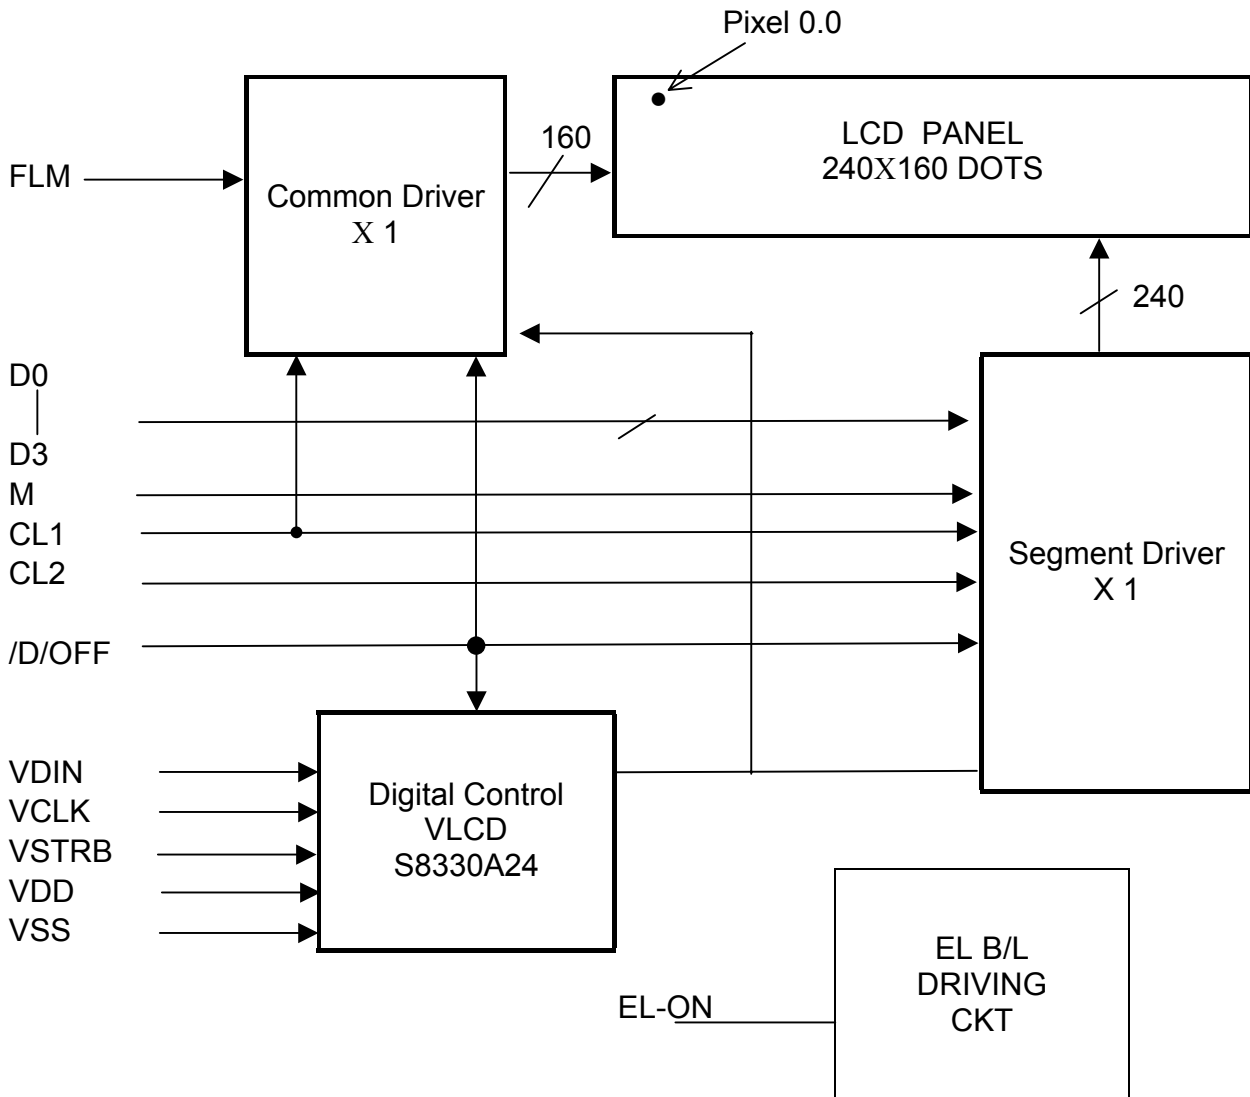 Pixel 0.0
LCD PANEL
240X160 DOTS
160
FLM
Common Driver
X 1
240
D0
D3
M
CL1
CL2
/D/OFF
Segment Driver
X 1
VDIN
VCLK
VSTRB
VDD
VSS
Digital Control
VLCD
S8330A24
EL-ON
EL B/L
DRIVING
CKT